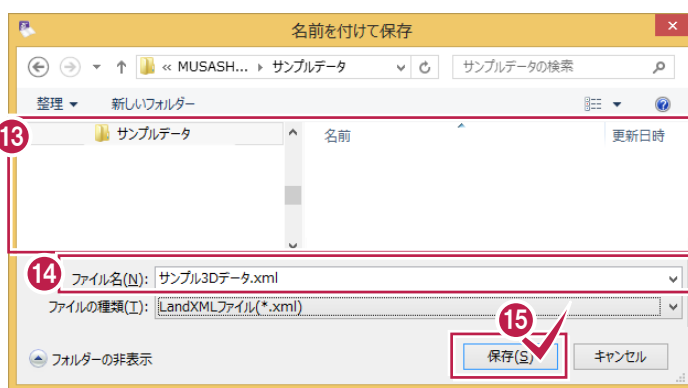 名前を付けて保存
« MUSASH... サンプルデータ サンプルデータの検索
整理 新しいフォルダー
13 サンプルデータ 名前 更新日時
14 ファイル名(N): サンプル3Dデータ.xml
ファイルの種類(T): LandXMLファイル(*.xml)
15
フォルダーの非表示 保存(S) キャンセル